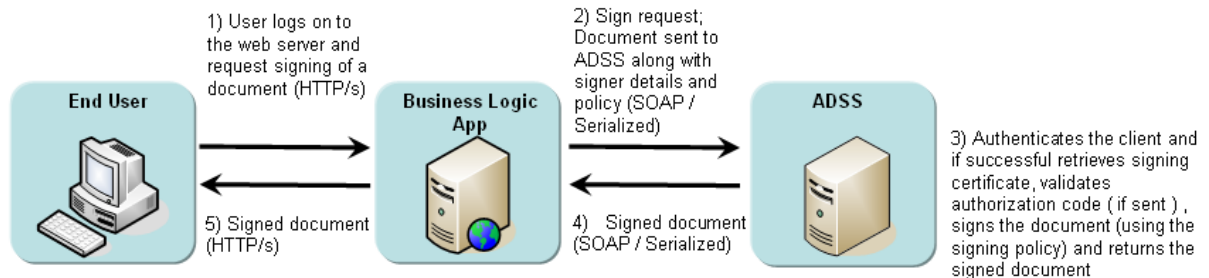 1) User logs on to
the web server and
request signing of a
document (HTTP/s)
2) Sign request;
Document sent to
ADSS along with
signer details and
policy (SOAP /
Serialized)
End User
Business Logic
App
ADSS
3) Authenticates the client and
if successful retrieves signing
certificate, validates
authorization code ( if sent ) ,
signs the document (using the
signing policy) and returns the
signed document
5) Signed document
(HTTP/s)
4) Signed document
(SOAP / Serialized)